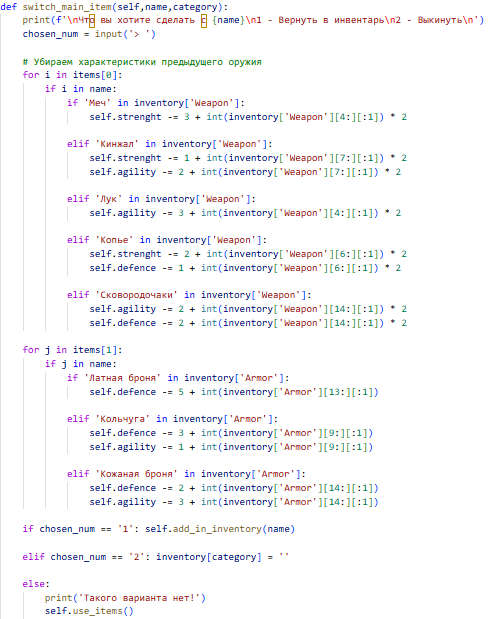 def switch_main_item(self,name,category):
    print(f'\nЧто вы хотите сделать с {name}\n1 - Вернуть в инвентарь\n2 - Выкинуть\n')
    chosen_num = input('> ')
    # Убираем характеристики предыдущего оружия
    for i in items[0]:
        if i in name:
            if 'Меч' in inventory['Weapon']:
                self.strenght -= 3 + int(inventory['Weapon'][4:][:1]) * 2
            elif 'Кинжал' in inventory['Weapon']:
                self.strenght -= 1 + int(inventory['Weapon'][7:][:1]) * 2
                self.agility -= 2 + int(inventory['Weapon'][7:][:1]) * 2
            elif 'Лук' in inventory['Weapon']:
                self.agility -= 3 + int(inventory['Weapon'][4:][:1]) * 2
            elif 'Копье' in inventory['Weapon']:
                self.strenght -= 2 + int(inventory['Weapon'][6:][:1]) * 2
                self.defence -= 1 + int(inventory['Weapon'][6:][:1]) * 2
            elif 'Сковородочаки' in inventory['Weapon']:
                self.agility -= 2 + int(inventory['Weapon'][14:][:1]) * 2
                self.defence -= 2 + int(inventory['Weapon'][14:][:1]) * 2
    for j in items[1]:
        if j in name:
            if 'Латная броня' in inventory['Armor']:
                self.defence -= 5 + int(inventory['Armor'][13:][:1])
            elif 'Кольчуга' in inventory['Armor']:
                self.defence -= 3 + int(inventory['Armor'][9:][:1])
                self.agility -= 1 + int(inventory['Armor'][9:][:1])
            elif 'Кожаная броня' in inventory['Armor']:
                self.defence -= 2 + int(inventory['Armor'][14:][:1])
                self.agility -= 3 + int(inventory['Armor'][14:][:1])
    if chosen_num == '1': self.add_in_inventory(name)
    elif chosen_num == '2': inventory[category] = ''
    else:
        print('Такого варианта нет!')
        self.use_items()